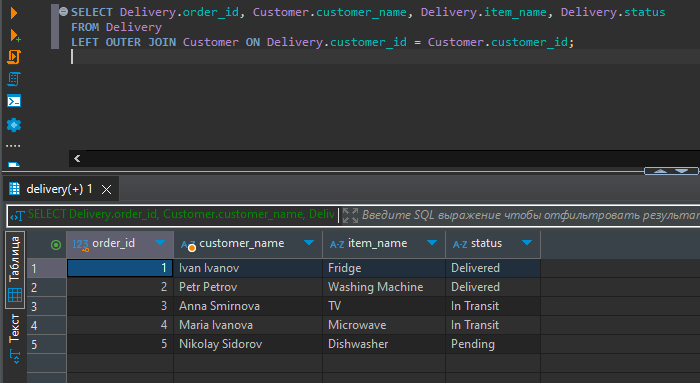 SELECT Delivery.order_id, Customer.customer_name, Delivery.item_name, Delivery.status
FROM Delivery
LEFT OUTER JOIN Customer ON Delivery.customer_id = Customer.customer_id;
delivery(+) 1
SELECT Delivery.order_id, Customer.customer_name, Deliv Введите SQL выражение чтобы отфильтровать результат
Таблица
Текст
123 order_id A-Z customer_name A-Z item_name A-Z status
1 1 Ivan Ivanov Fridge Delivered
2 2 Petr Petrov Washing Machine Delivered
3 3 Anna Smirnova TV In Transit
4 4 Maria Ivanova Microwave In Transit
5 5 Nikolay Sidorov Dishwasher Pending